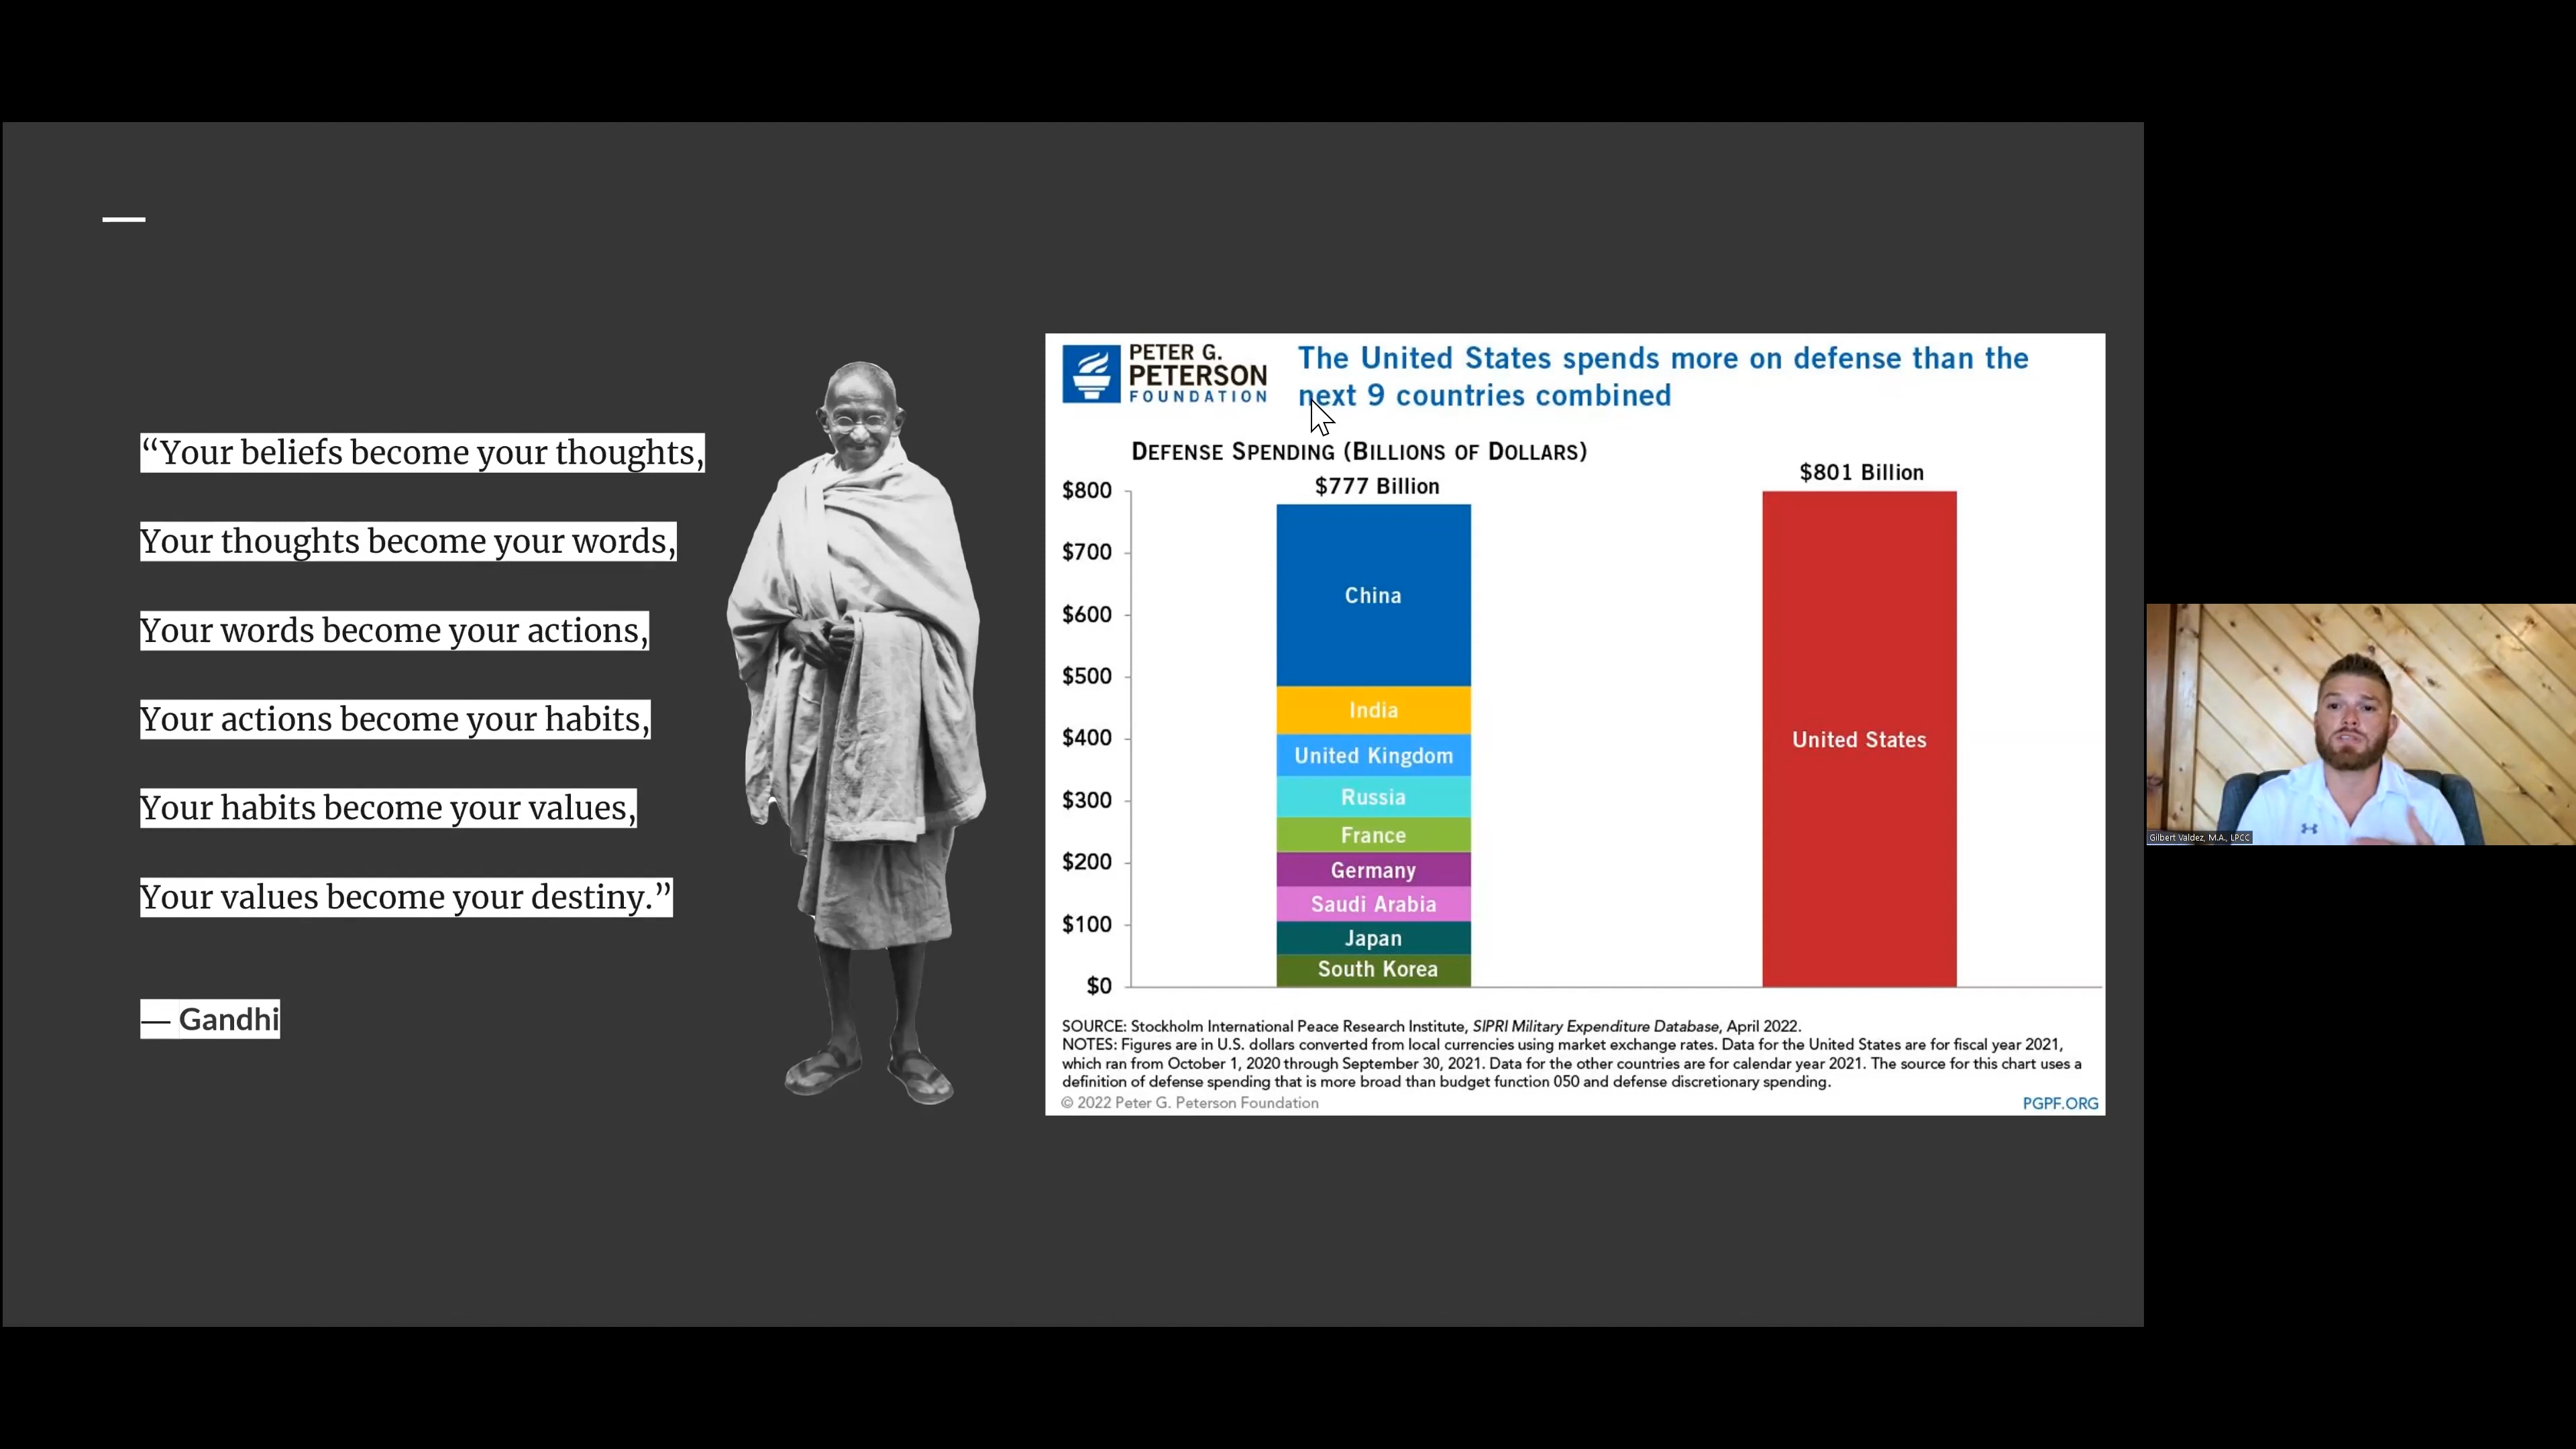 “Your beliefs become your thoughts,
Your thoughts become your words,
Your words become your actions,
Your actions become your habits,
Your habits become your values,
Your values become your destiny.”
— Gandhi
PETER G.
PETERSON
FOUNDATION
The United States spends more on defense than the
next 9 countries combined
DEFENSE SPENDING (BILLIONS OF DOLLARS)
$777 Billion
$801 Billion
$800
$700
$600
$500
$400
$300
$200
$100
$0
China
India
United Kingdom
Russia
France
Germany
Saudi Arabia
Japan
South Korea
United States
SOURCE: Stockholm International Peace Research Institute, SIPRI Military Expenditure Database, April 2022.
NOTES: Figures are in U.S. dollars converted from local currencies using market exchange rates. Data for the United States are for fiscal year 2021,
which ran from October 1, 2020 through September 30, 2021. Data for the other countries are for calendar year 2021. The source for this chart uses a
definition of defense spending that is more broad than budget function 050 and defense discretionary spending.
© 2022 Peter G. Peterson Foundation
PGPF.ORG
Gilbert Valdez, M.A., LPCC